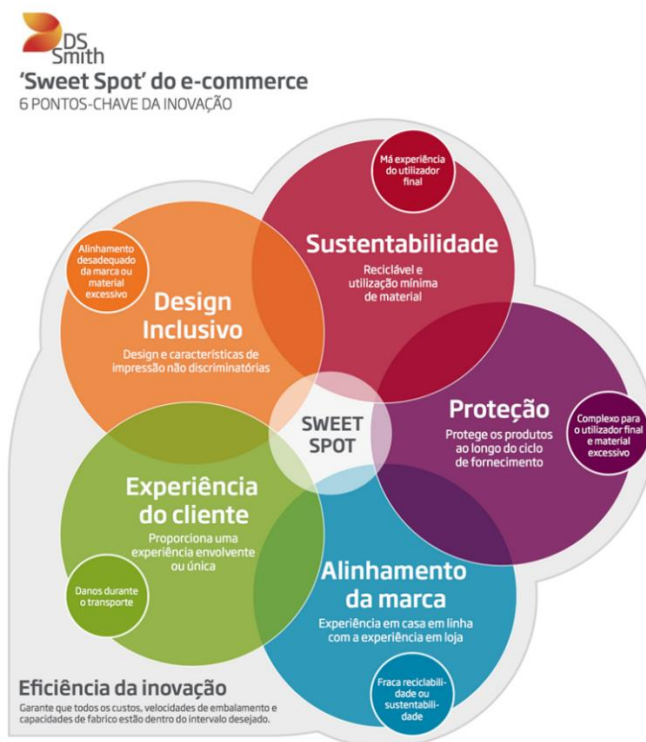 DS
Smith
'Sweet Spot' do e-commerce
6 PONTOS-CHAVE DA INOVAÇÃO
Má experiência
do utilizador
final
Sustentabilidade
Reciclável e
utilização mínima
de material
Alinhamento
desadequado
da marca ou
material
excessivo
Design
Inclusivo
Design e características de
impressão não discriminatórias
Proteção
Protege os produtos
ao longo do ciclo
de fornecimento
Complexo para
o utilizador final
e material
excessivo
SWEET
SPOT
Experiência
do cliente
Proporciona uma
experiência envolvente
ou única
Danos durante
o transporte
Alinhamento
da marca
Experiência em casa em linha
com a experiência em loja
Fraca reciclabili-
dade ou
sustentabili-
dade
Eficiência da inovação
Garante que todos os custos, velocidades de embalamento e
capacidades de fabrico estão dentro do intervalo desejado.